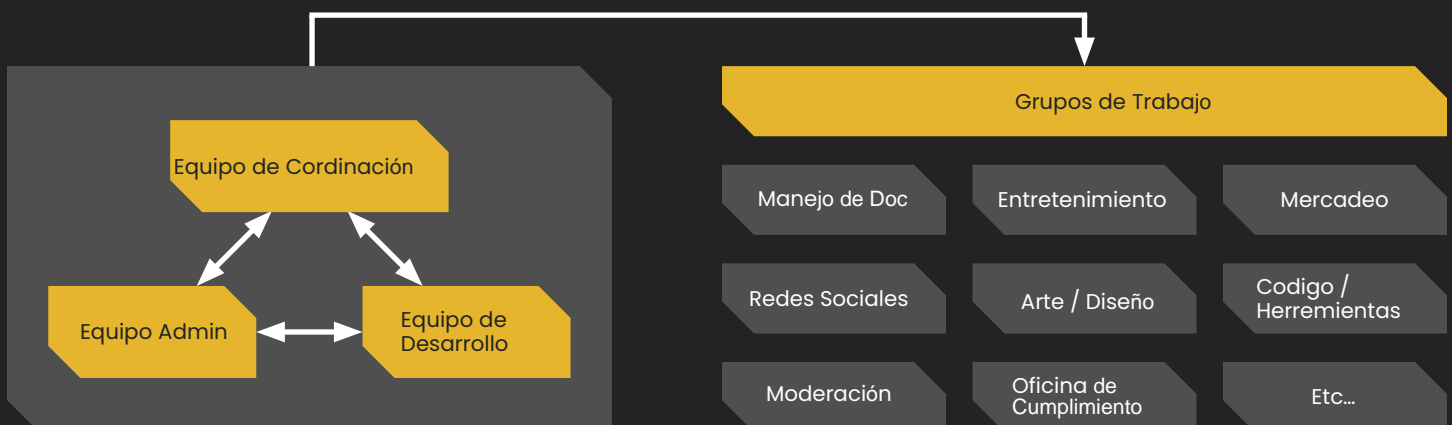 Grupos de Trabajo
Equipo de Cordinación
Equipo Admin
Equipo de
Desarrollo
Manejo de Doc
Entretenimiento
Mercadeo
Redes Sociales
Arte / Diseño
Codigo /
Herremientas
Moderación
Oficina de
Cumplimiento
Etc...